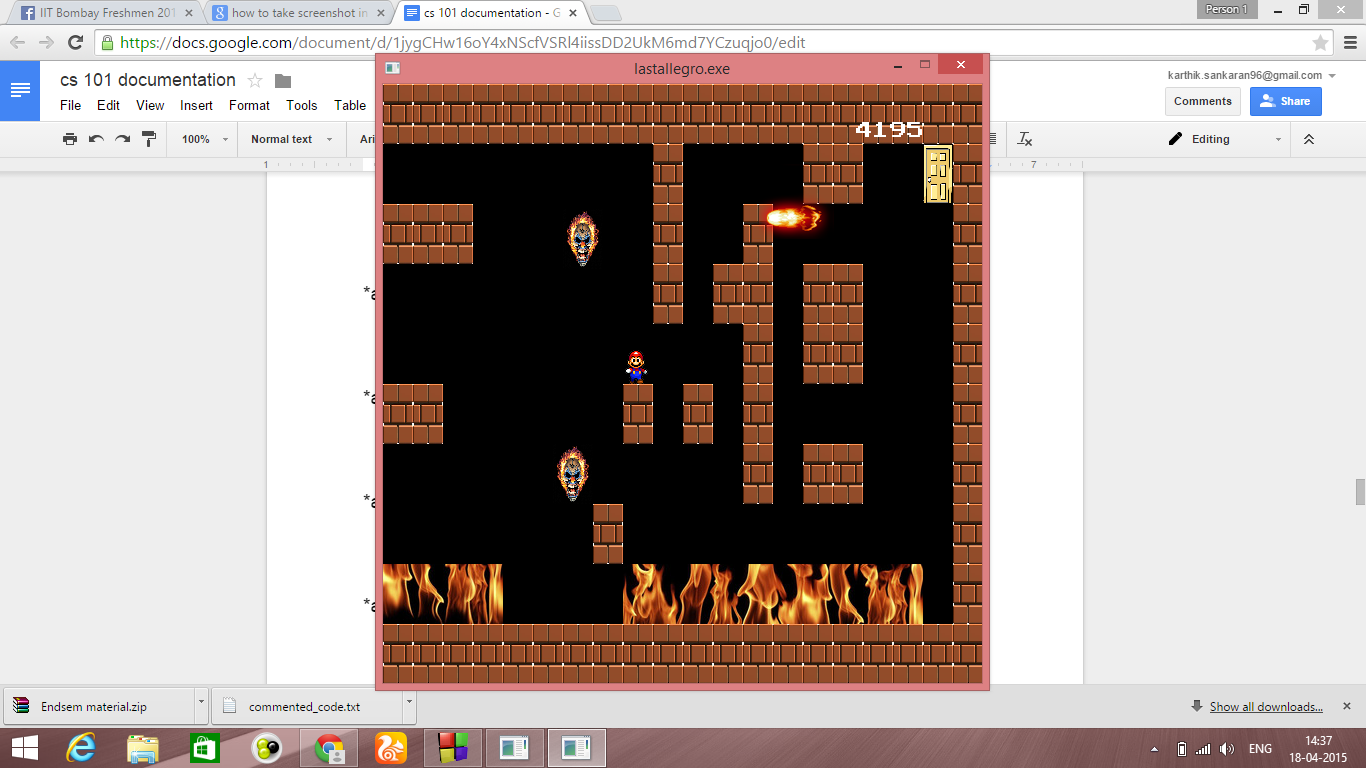 Person 1
IIT Bombay Freshmen 201
how to take screenshot in
cs 101 documentation - G
https://docs.google.com/document/d/1jygCHw16oY4xNScfVSRl4iissDD2UkM6md7YCzuqjo0/edit
lastallegro.exe
cs 101 documentation
karthik.sankaran96@gmail.com
File Edit View Insert Format Tools Table
Comments
Share
100%
Normal text
Ari
Editing
4195
1
7
*a
*a
*a
*a
Endsem material.zip
commented_code.txt
Show all downloads...
ENG
14:37
18-04-2015